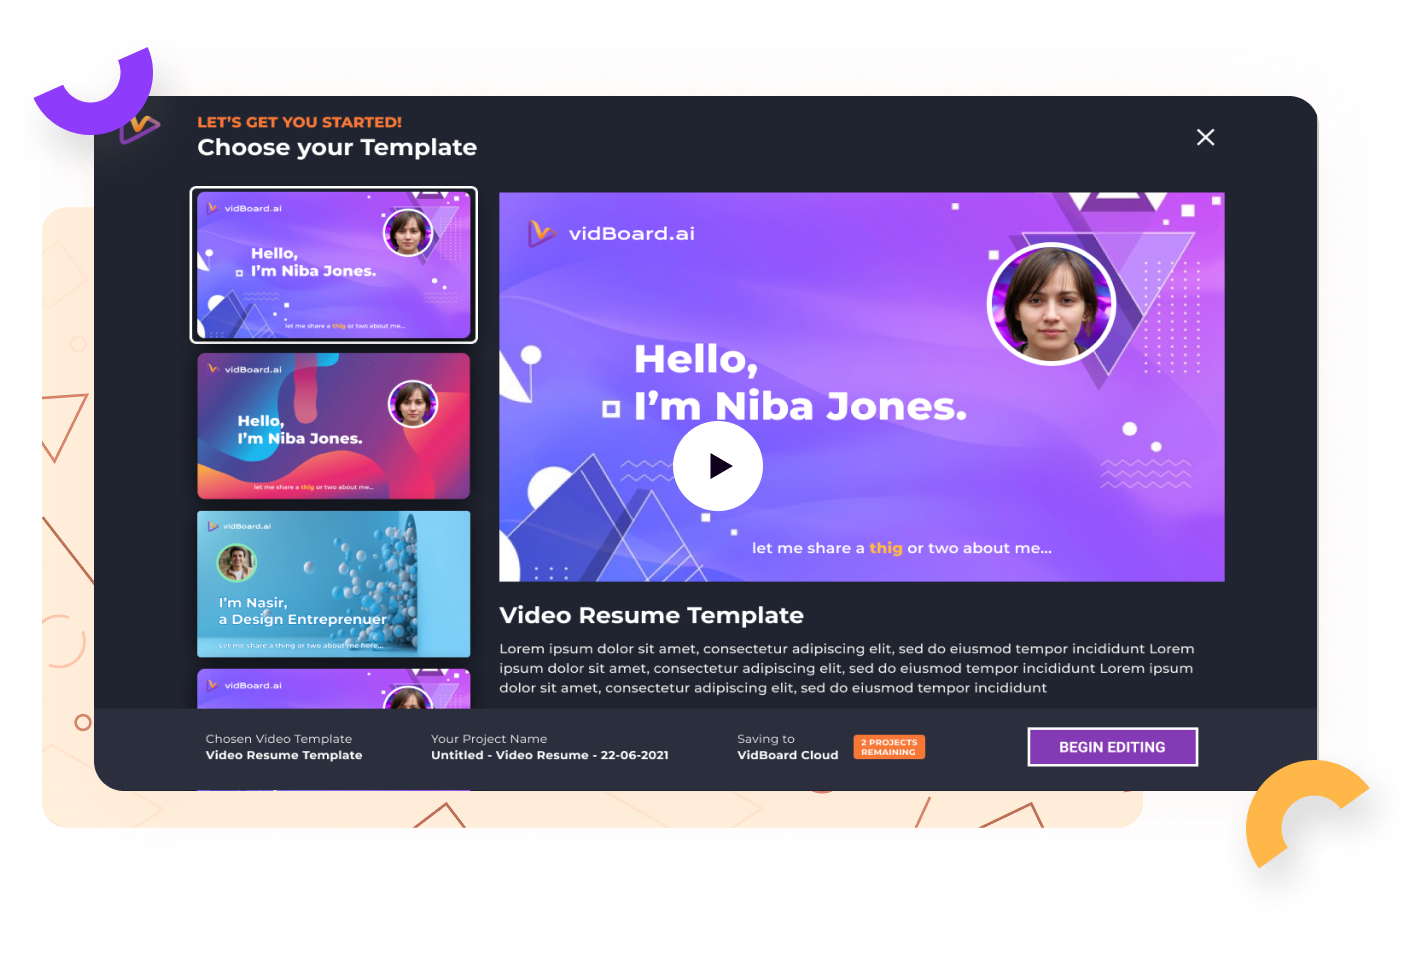 LET'S GET YOU STARTED!
Choose your Template
vidBoard.ai
Hello,
I'm Niba Jones.
let me share a thig or two about me...
vidBoard.ai
Hello,
I'm Niba Jones.
let me share a thig or two about me...
vidBoard.ai
I'm Nasir,
a Design Entreprenuer
Let me share a thing or two about me here...
vidBoard.ai
vidBoard.ai
Hello,
I'm Niba Jones.
let me share a thig or two about me...
Video Resume Template
Lorem ipsum dolor sit amet, consectetur adipiscing elit, sed do eiusmod tempor incididunt Lorem
ipsum dolor sit amet, consectetur adipiscing elit, sed do eiusmod tempor incididunt Lorem ipsum
dolor sit amet, consectetur adipiscing elit, sed do eiusmod tempor incididunt
Chosen Video Template
Video Resume Template
Your Project Name
Untitled - Video Resume - 22-06-2021
Saving to
VidBoard Cloud
2 PROJECTS
REMAINING
BEGIN EDITING